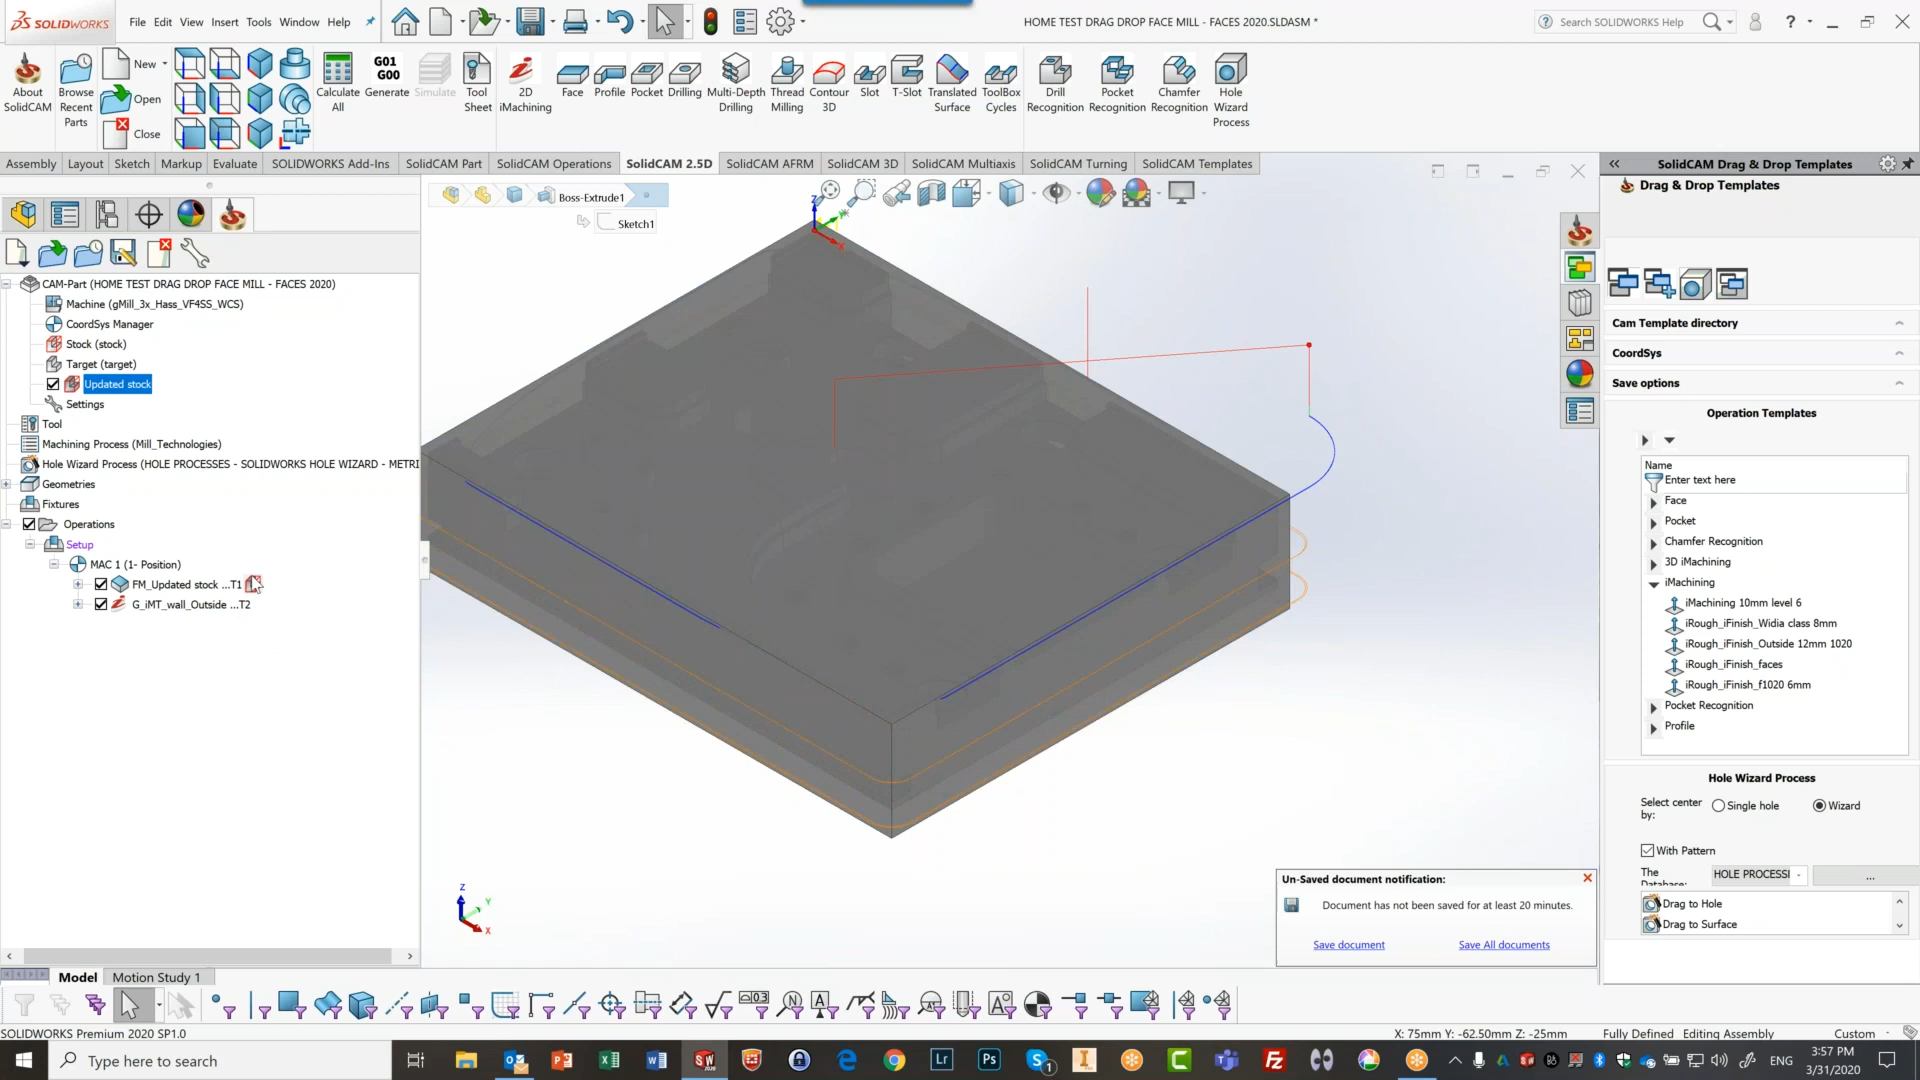 SOLIDWORKS
File Edit View Insert Tools Window Help
HOME TEST DRAG DROP FACE MILL - FACES 2020.SLDASM *
Search SOLIDWORKS Help
About SolidCAM
Browse Recent Parts
New
Open
Close
Calculate All
G01 G00
Generate
Simulate
Tool Sheet
2D iMachining
Face
Profile
Pocket
Drilling
Multi-Depth Drilling
Thread Milling
Contour 3D
Slot
T-Slot
Translated Surface
ToolBox Cycles
Drill Recognition
Pocket Recognition
Chamfer Recognition
Hole Wizard Process
Assembly Layout Sketch Markup Evaluate SOLIDWORKS Add-Ins SolidCAM Part SolidCAM Operations SolidCAM 2.5D SolidCAM AFRM SolidCAM 3D SolidCAM Multiaxis SolidCAM Turning SolidCAM Templates
Boss-Extrude1
Sketch1
CAM-Part (HOME TEST DRAG DROP FACE MILL - FACES 2020)
Machine (gMill_3x_Hass_VF4SS_WCS)
CoordSys Manager
Stock (stock)
Target (target)
Updated stock
Settings
Tool
Machining Process (Mill_Technologies)
Hole Wizard Process (HOLE PROCESSES - SOLIDWORKS HOLE WIZARD - METRI
Geometries
Fixtures
Operations
Setup
MAC 1 (1- Position)
FM_Updated stock ...T1
G_iMT_wall_Outside ...T2
Z
Y
X
Z
Y
X
Un-Saved document notification:
Document has not been saved for at least 20 minutes.
Save document Save All documents
SolidCAM Drag & Drop Templates
Drag & Drop Templates
Cam Template directory
CoordSys
Save options
Operation Templates
Name
Enter text here
Face
Pocket
Chamfer Recognition
3D iMachining
iMachining
iMachining 10mm level 6
iRough_iFinish_Widia class 8mm
iRough_iFinish_Outside 12mm 1020
iRough_iFinish_faces
iRough_iFinish_f1020 6mm
Pocket Recognition
Profile
Hole Wizard Process
Select center by: Single hole Wizard
With Pattern
The Database: HOLE PROCESSI ...
Drag to Hole
Drag to Surface
Model Motion Study 1
SOLIDWORKS Premium 2020 SP1.0
X: 75mm Y: -62.50mm Z: -25mm Fully Defined Editing Assembly Custom
Type here to search
ENG
3:57 PM
3/31/2020